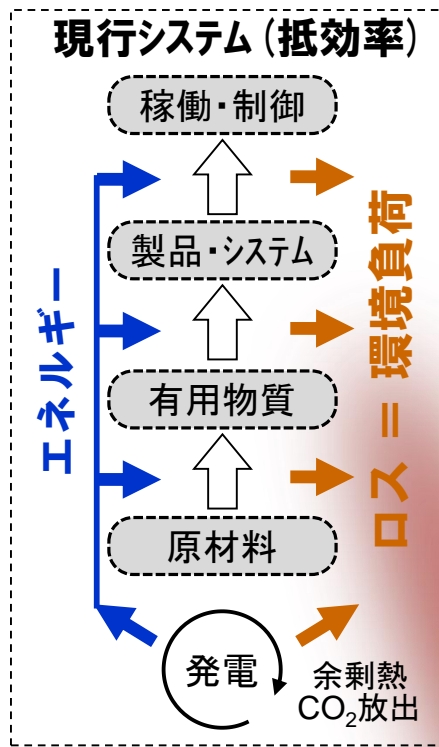 現行システム(抵効率)
稼働・制御
製品・システム
有用物質
原材料
発電
エネルギー
ロス = 環境負荷
余剰熱
CO₂放出